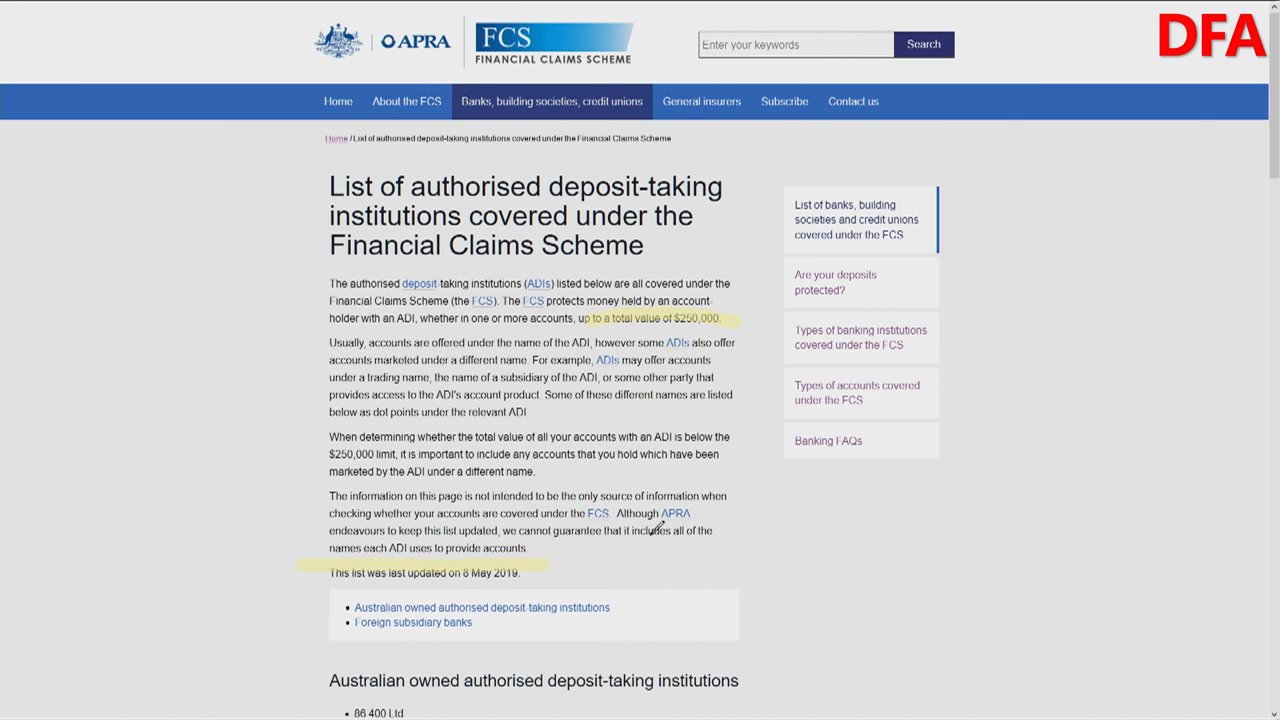 APRA
FCS
FINANCIAL CLAIMS SCHEME
Enter your keywords
Search
DFA
Home
About the FCS
Banks, building societies, credit unions
General insurers
Subscribe
Contact us
Home / List of authorised deposit-taking institutions covered under the Financial Claims Scheme
List of authorised deposit-taking
institutions covered under the
Financial Claims Scheme
The authorised deposit-taking institutions (ADIs) listed below are all covered under the
Financial Claims Scheme (the FCS). The FCS protects money held by an account-
holder with an ADI, whether in one or more accounts, up to a total value of $250,000.
Usually, accounts are offered under the name of the ADI, however some ADIs also offer
accounts marketed under a different name. For example, ADIs may offer accounts
under a trading name, the name of a subsidiary of the ADI, or some other party that
provides access to the ADI's account product. Some of these different names are listed
below as dot points under the relevant ADI.
When determining whether the total value of all your accounts with an ADI is below the
$250,000 limit, it is important to include any accounts that you hold which have been
marketed by the ADI under a different name.
The information on this page is not intended to be the only source of information when
checking whether your accounts are covered under the FCS. Although APRA
endeavours to keep this list updated, we cannot guarantee that it includes all of the
names each ADI uses to provide accounts.
This list was last updated on 8 May 2019.
• Australian owned authorised deposit-taking institutions
• Foreign subsidiary banks
Australian owned authorised deposit-taking institutions
• 86 400 Ltd
List of banks, building
societies and credit unions
covered under the FCS
Are your deposits
protected?
Types of banking institutions
covered under the FCS
Types of accounts covered
under the FCS
Banking FAQs